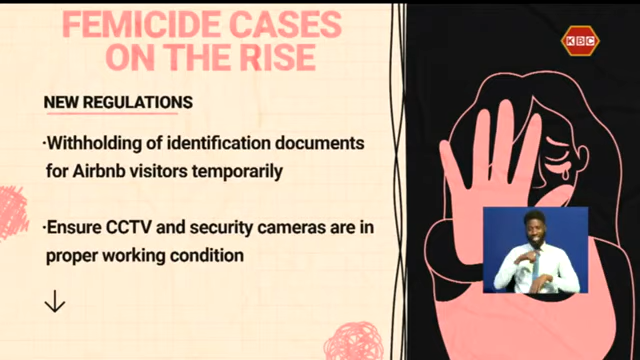 FEMICIDE CASES
ON THE RISE
KBC
NEW REGULATIONS
·Withholding of identification documents
for Airbnb visitors temporarily
·Ensure CCTV and security cameras are in
proper working condition